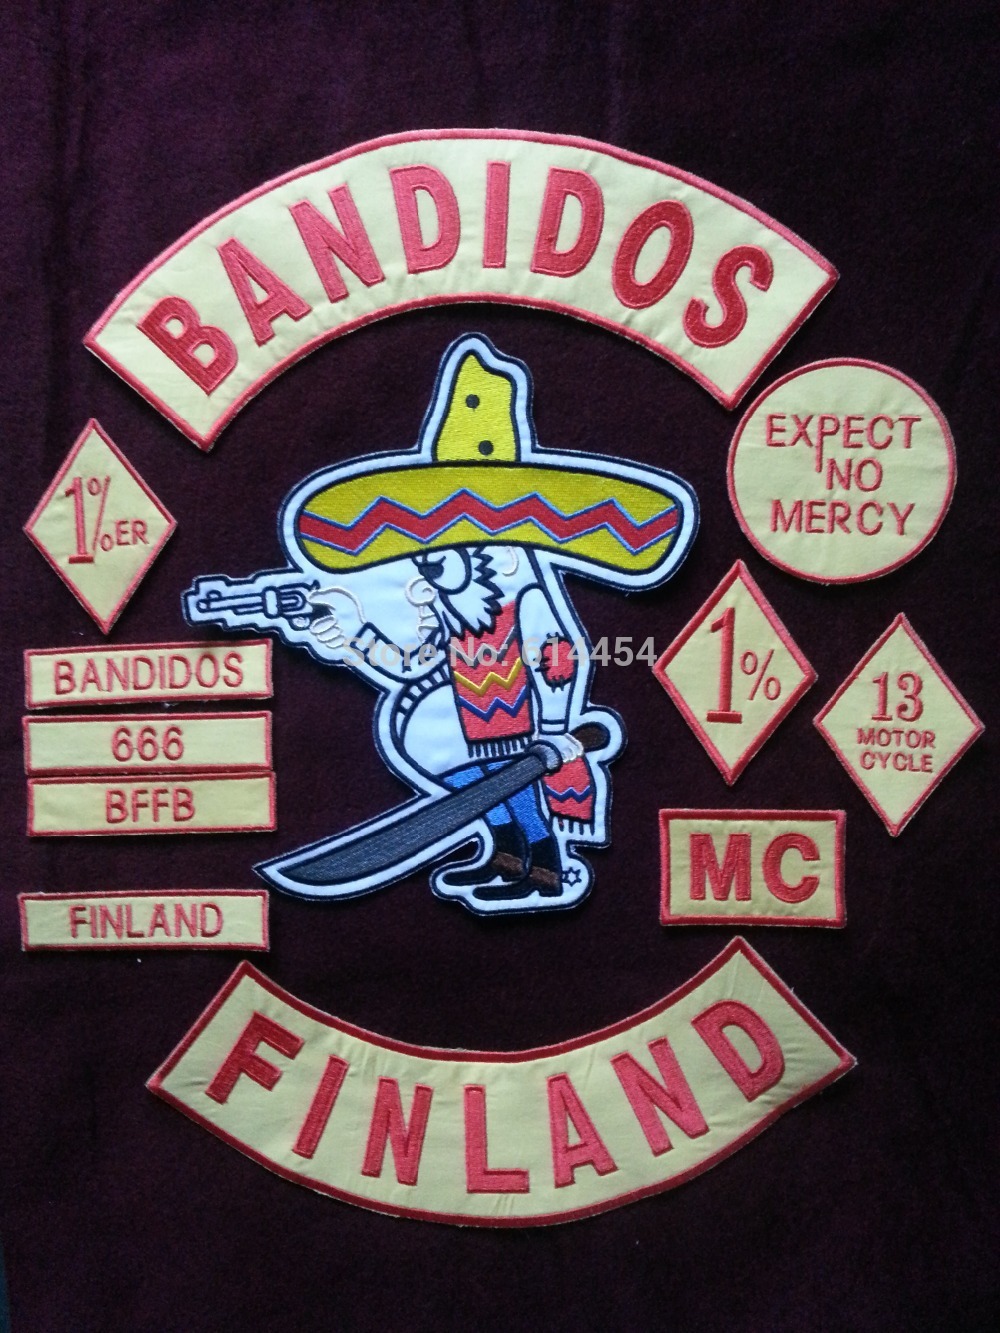 BANDIDOS
EXPECT
NO
MERCY
1%ER
Store No: 614454
BANDIDOS
1%
13
MOTOR
CYCLE
666
BFFB
MC
FINLAND
FINLAND